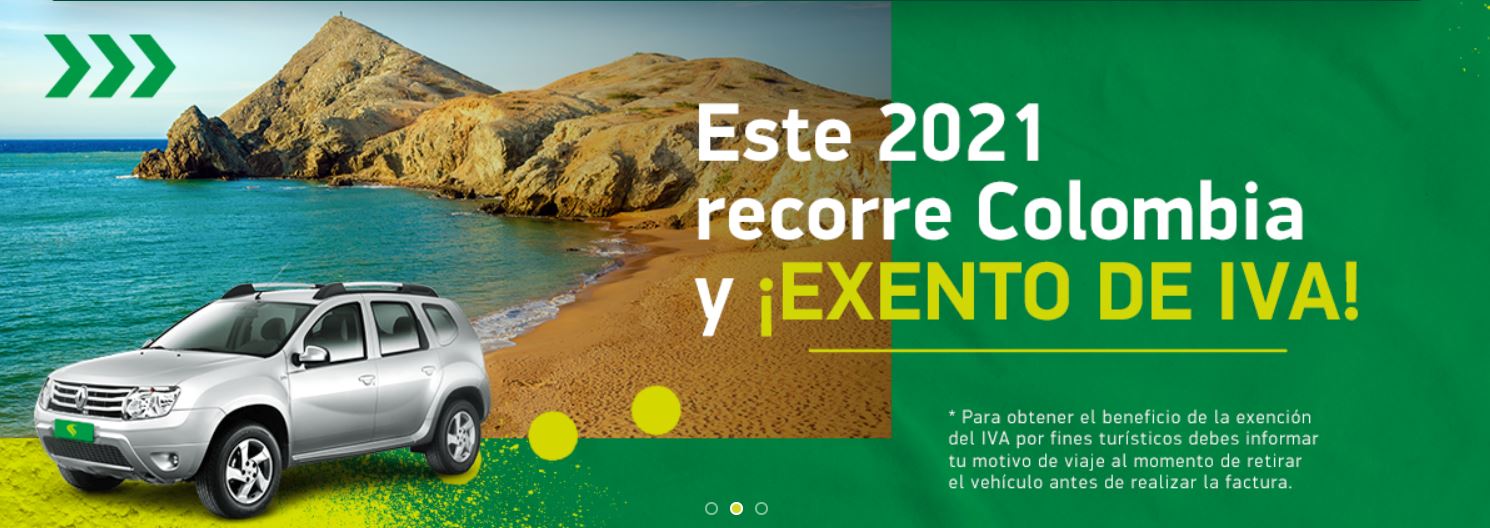 Este 2021
recorre Colombia
y ¡EXENTO DE IVA!
* Para obtener el beneficio de la exención
del IVA por fines turísticos debes informar
tu motivo de viaje al momento de retirar
el vehículo antes de realizar la factura.